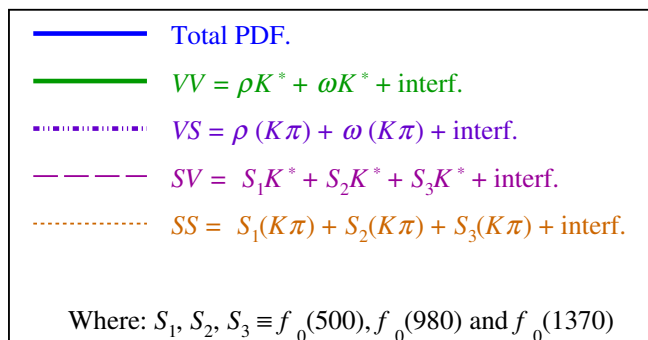 Total PDF.
VV = ρK* + ωK* + interf.
VS = ρ (Kπ) + ω (Kπ) + interf.
SV = S₁K* + S₂K* + S₃K* + interf.
SS = S₁(Kπ) + S₂(Kπ) + S₃(Kπ) + interf.
Where: S₁, S₂, S₃ ≡ f₀(500), f₀(980) and f₀(1370)